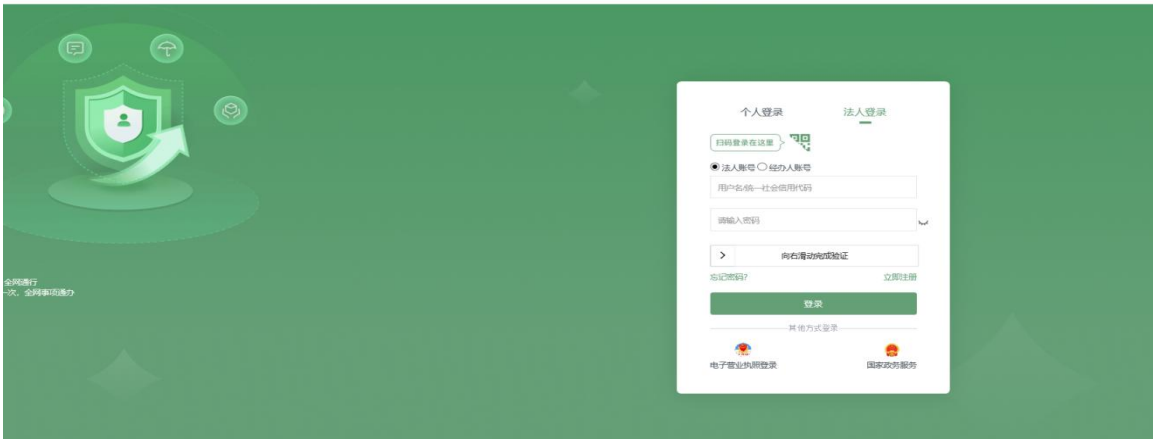 个人登录 法人登录
扫码登录在这里
法人账号 经办人账号
用户名/统一社会信用代码
请输入密码
向右滑动完成验证
忘记密码? 立即注册
登录
其他方式登录
电子营业执照登录 国家政务服务
全网通行
一次，全网事项通办